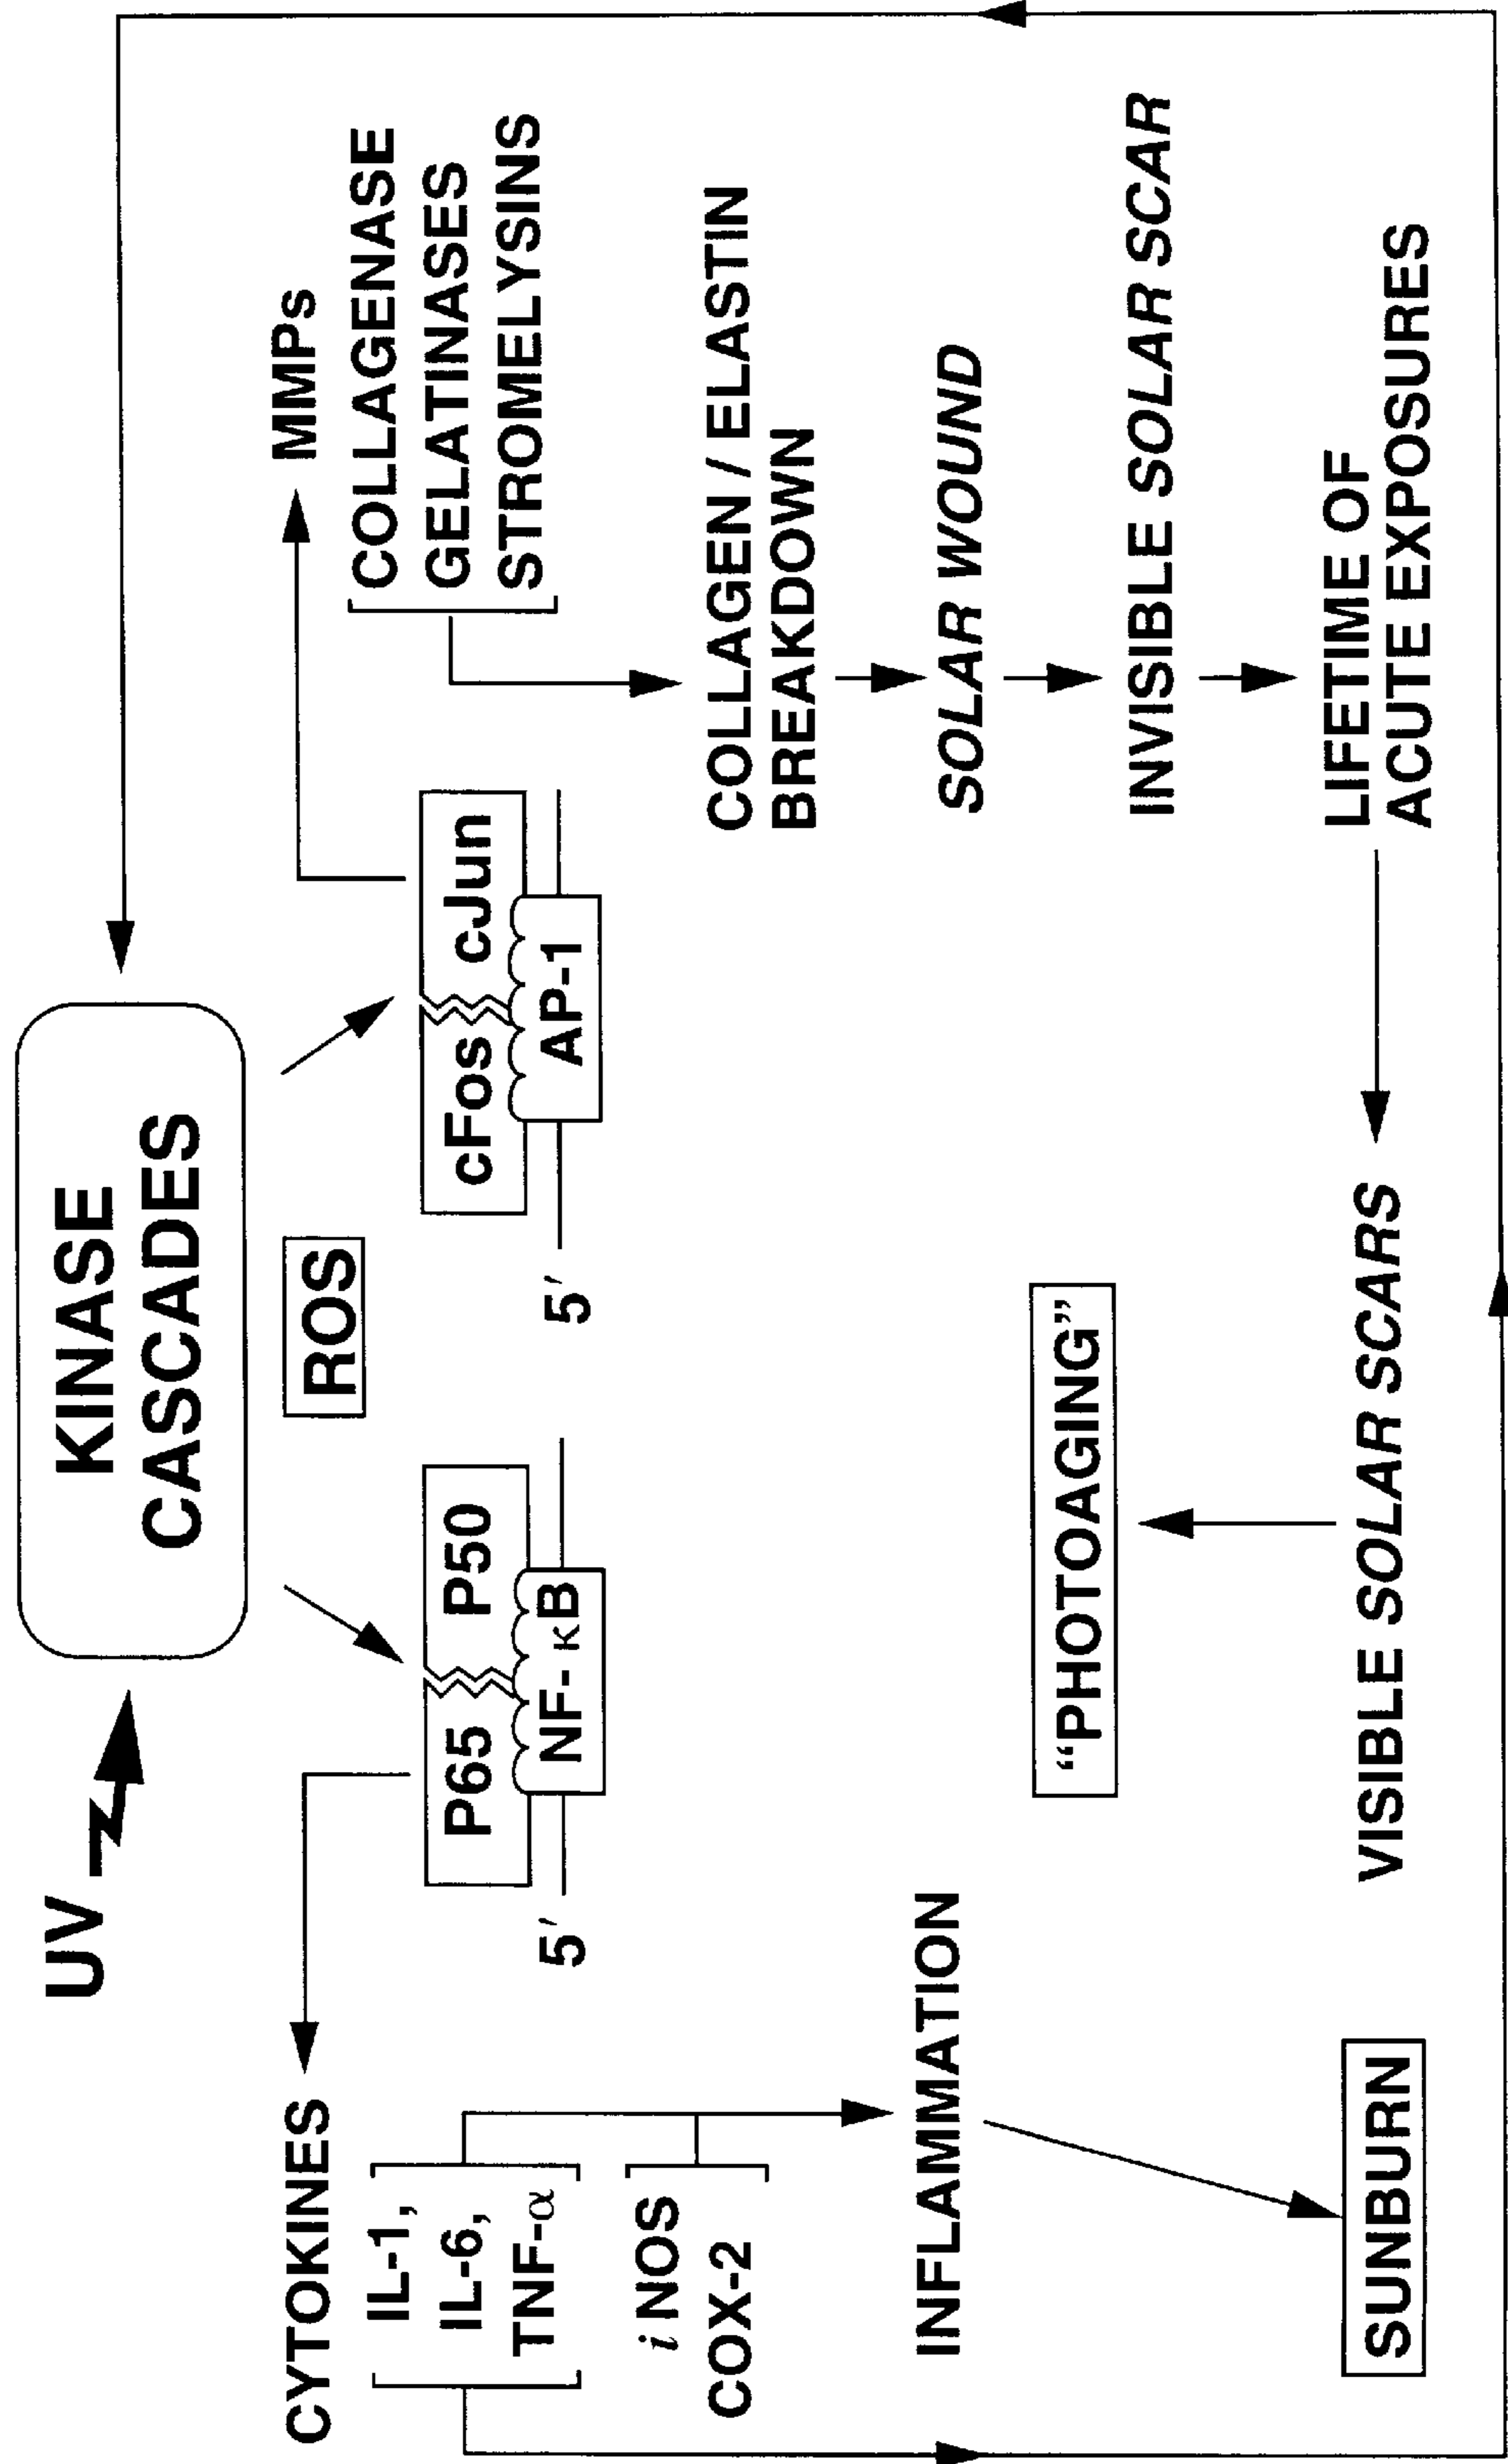 UV
KINASE
CASCADES
ROS
CYTOKINES
IL-1,
IL-6,
TNF-α
i NOS
COX-2
P65 P50
NF-κB
5′
cFos cJun
AP-1
5′
MMPs
COLLAGENASE
GELATINASES
STROMELYSINS
COLLAGEN / ELASTIN
BREAKDOWN
SOLAR WOUND
INVISIBLE SOLAR SCAR
LIFETIME OF
ACUTE EXPOSURES
VISIBLE SOLAR SCARS
“PHOTOAGING”
INFLAMMATION
SUNBURN